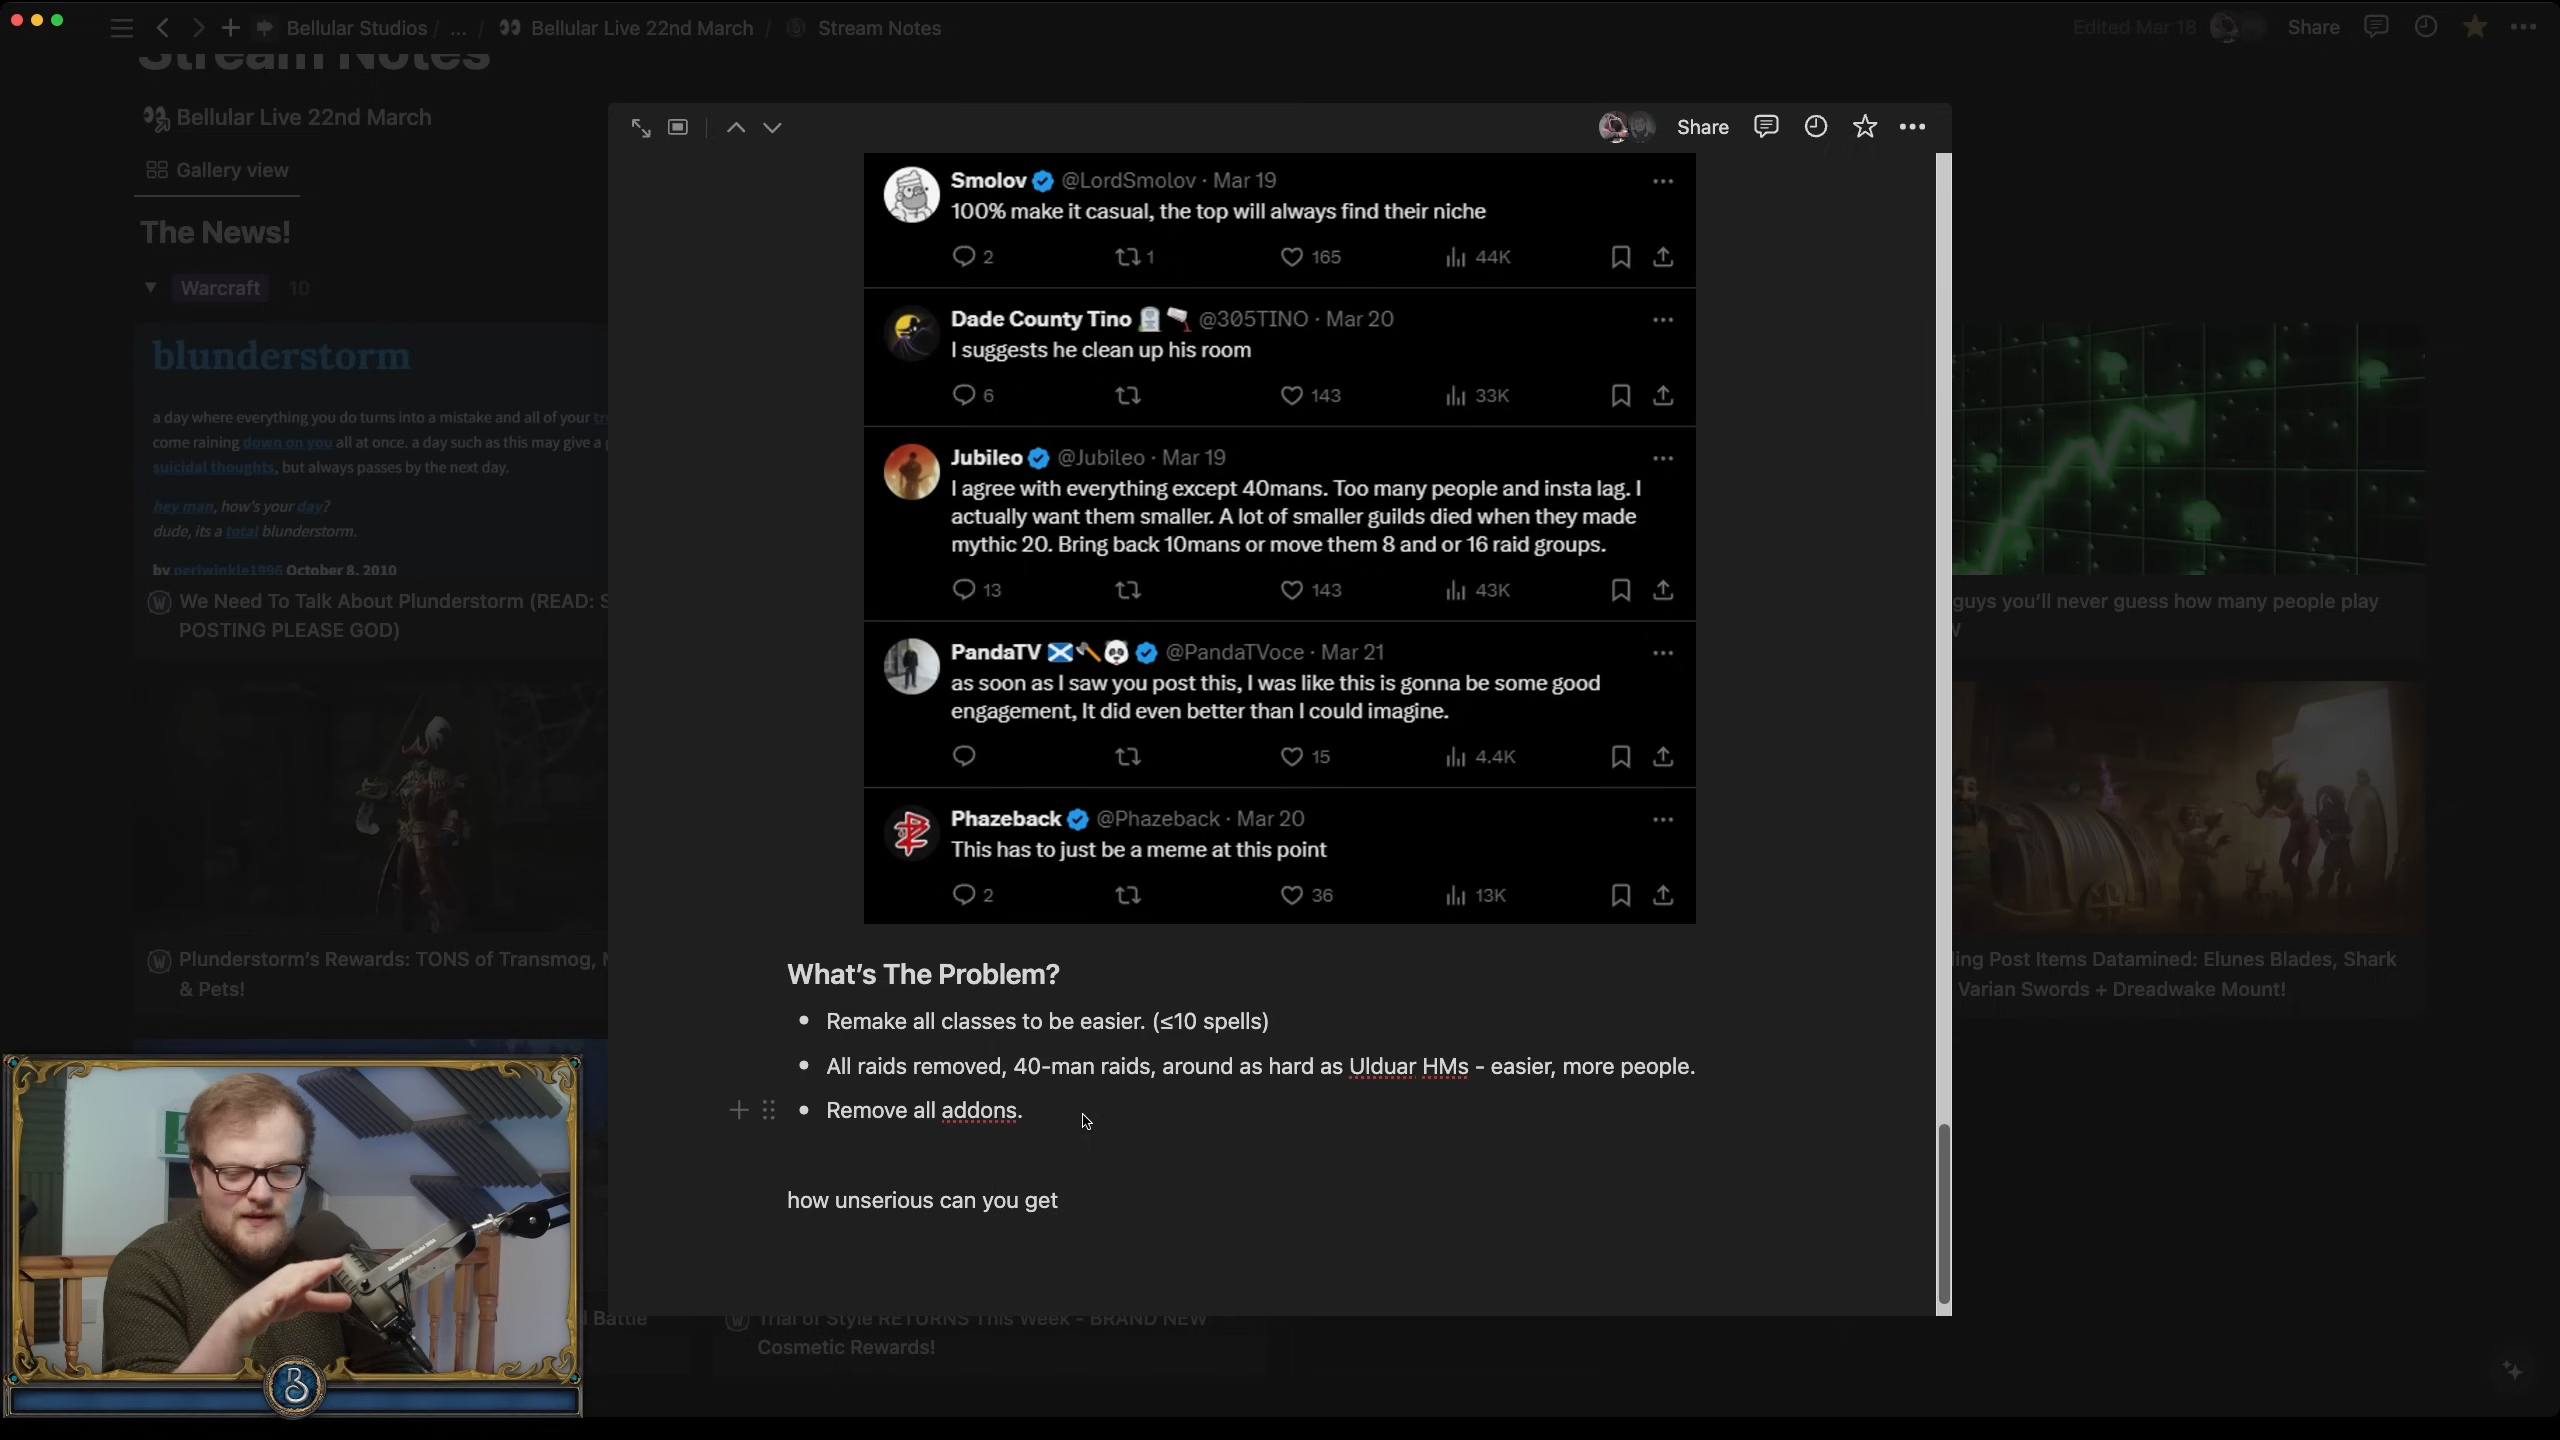 Bellular Studios / ... / Bellular Live 22nd March / Stream Notes
Edited Mar 18
Share
Stream Notes
Bellular Live 22nd March
Gallery view
The News!
Warcraft 10
blunderstorm
a day where everything you do turns into a mistake and all of your
come raining down on you all at once. a day such as this may give a
suicidal thoughts, but always passes by the next day.
hey man, how's your day?
dude, its a total blunderstorm.
by periwinkle1996 October 8, 2010
We Need To Talk About Plunderstorm (READ: S
POSTING PLEASE GOD)
Plunderstorm's Rewards: TONS of Transmog,
& Pets!
Share
Smolov @LordSmolov · Mar 19
100% make it casual, the top will always find their niche
2 1 165 44K
Dade County Tino @305TINO · Mar 20
I suggests he clean up his room
6 143 33K
Jubileo @Jubileo · Mar 19
I agree with everything except 40mans. Too many people and insta lag. I
actually want them smaller. A lot of smaller guilds died when they made
mythic 20. Bring back 10mans or move them 8 and or 16 raid groups.
13 143 43K
PandaTV @PandaTVoce · Mar 21
as soon as I saw you post this, I was like this is gonna be some good
engagement, It did even better than I could imagine.
15 4.4K
Phazeback @Phazeback · Mar 20
This has to just be a meme at this point
2 36 13K
What's The Problem?
Remake all classes to be easier. (≤10 spells)
All raids removed, 40-man raids, around as hard as Ulduar HMs - easier, more people.
Remove all addons.
how unserious can you get
guys you'll never guess how many people play
ing Post Items Datamined: Elunes Blades, Shark
Varian Swords + Dreadwake Mount!
Battle
Trial of Style RETURNS This Week - BRAND NEW
Cosmetic Rewards!
B